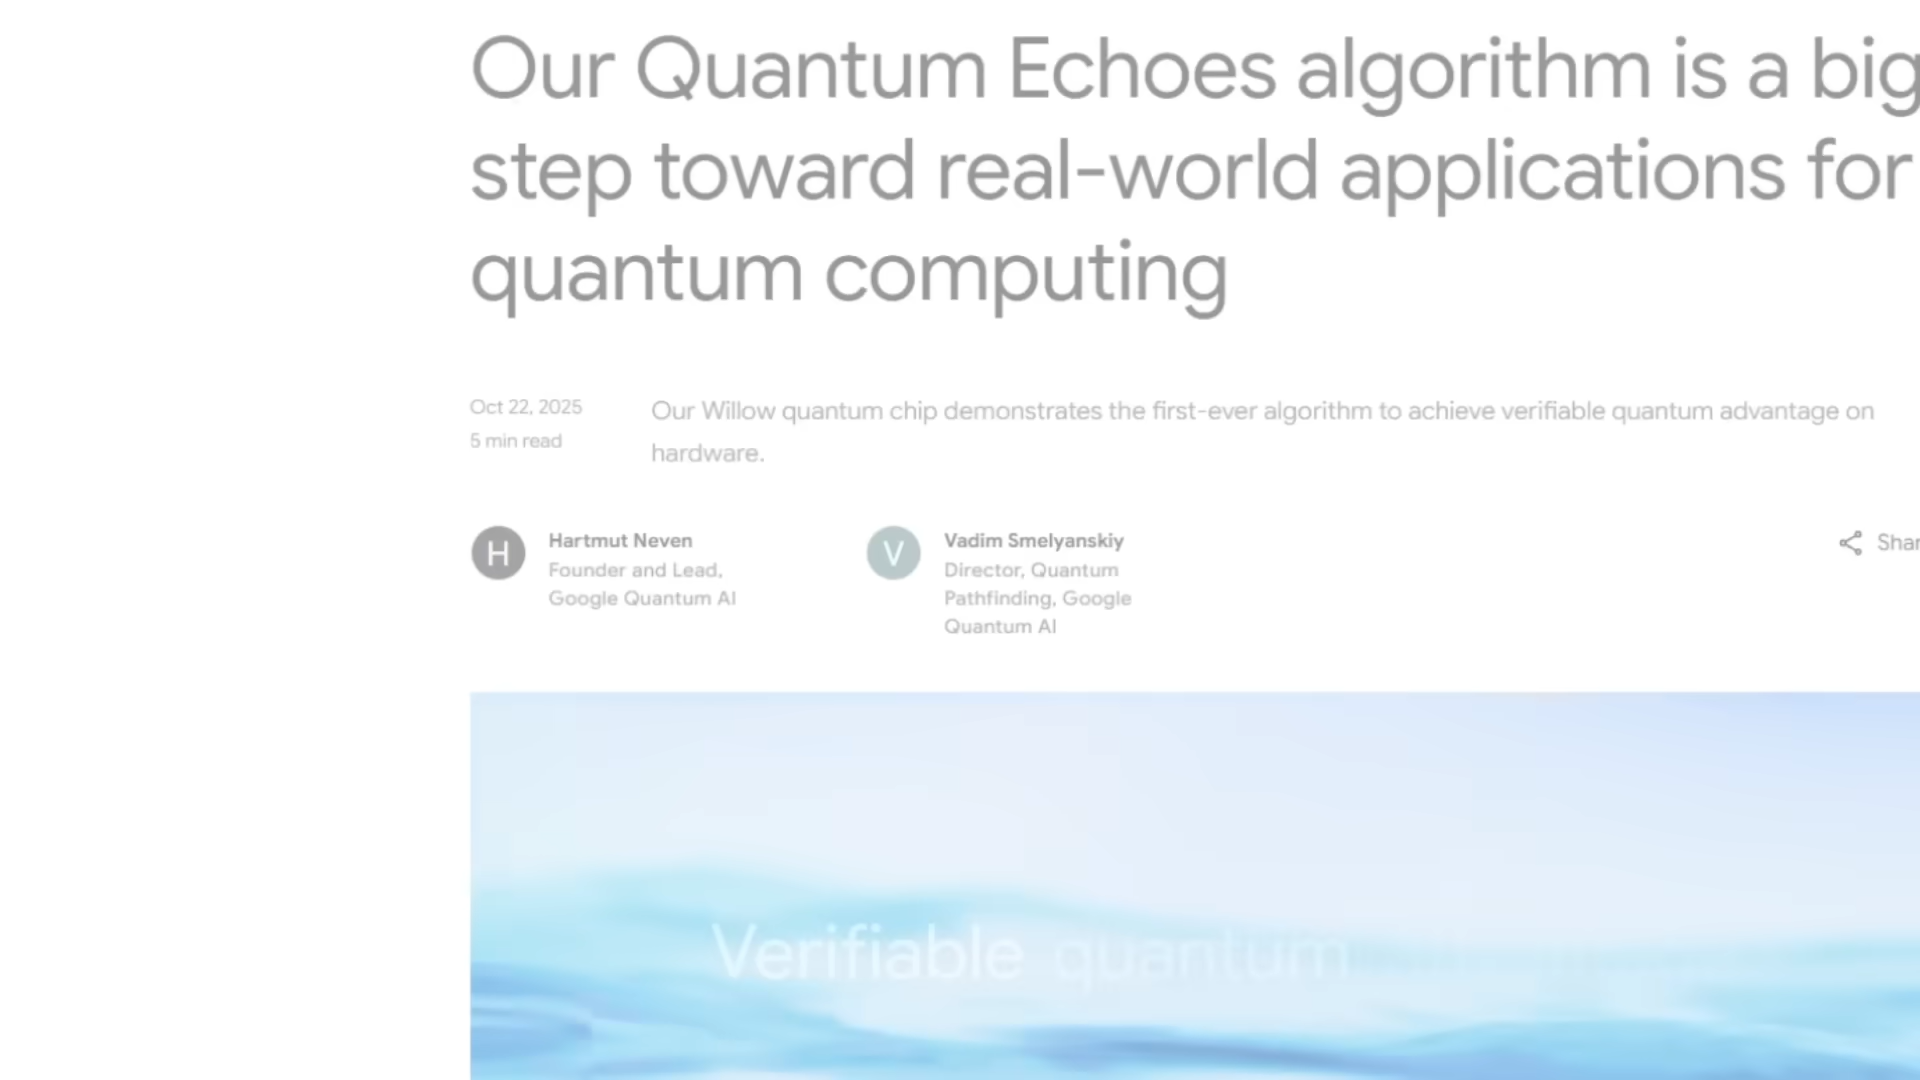 Our Quantum Echoes algorithm is a big
step toward real-world applications for
quantum computing
Oct 22, 2025
5 min read
Our Willow quantum chip demonstrates the first-ever algorithm to achieve verifiable quantum advantage on
hardware.
H
Hartmut Neven
Founder and Lead,
Google Quantum AI
V
Vadim Smelyanskiy
Director, Quantum
Pathfinding, Google
Quantum AI
Shar
Verifiable quantum